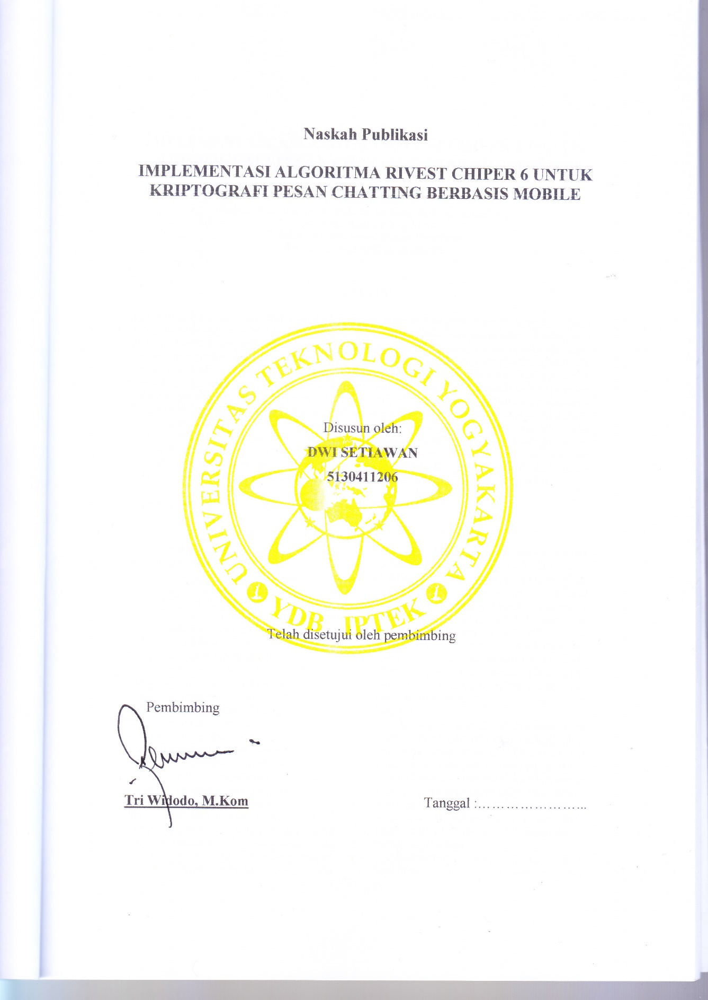 Naskah Publikasi
IMPLEMENTASI ALGORITMA RIVEST CHIPER 6 UNTUK
KRIPTOGRAFI PESAN CHATTING BERBASIS MOBILE
UNIVERSITAS TEKNOLOGI YOGYAKARTA
Disusun oleh:
DWI SETIAWAN
5130411206
YDB IPTEK
Telah disetujui oleh pembimbing
Pembimbing
Tri Widodo, M.Kom
Tanggal :……………………..